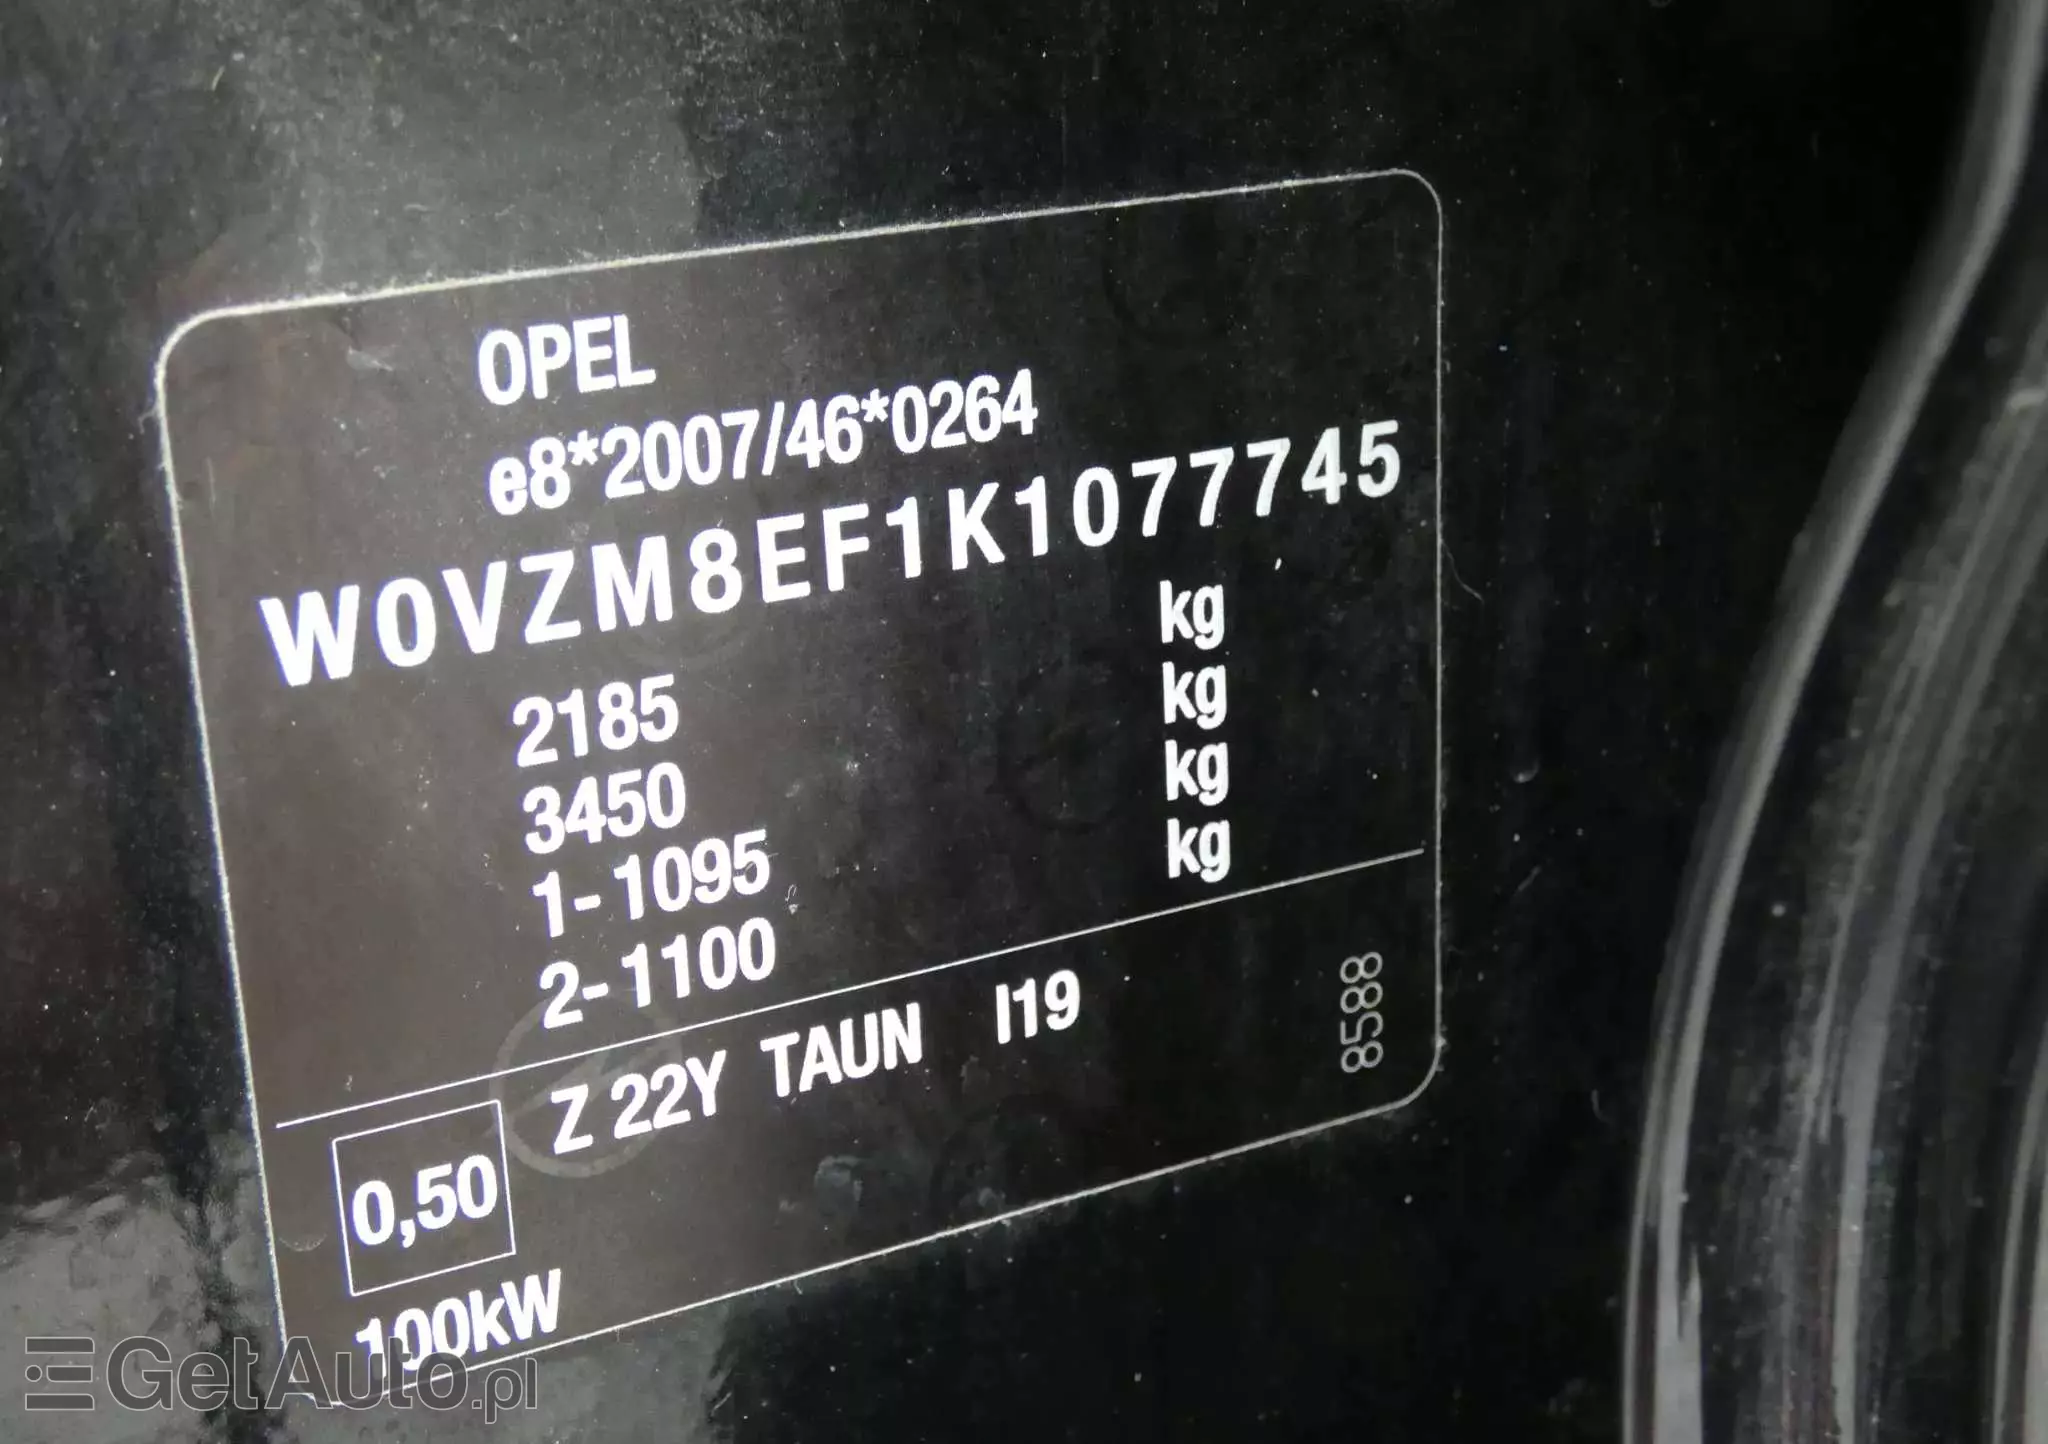 OPEL
e8*2007/46*0264
W0VZM8EF1K1077745
2185 kg
3450 kg
1-1095 kg
2-1100 kg
0,50 Z 22Y TAUN I19
8588
100kW
GetAuto.pl